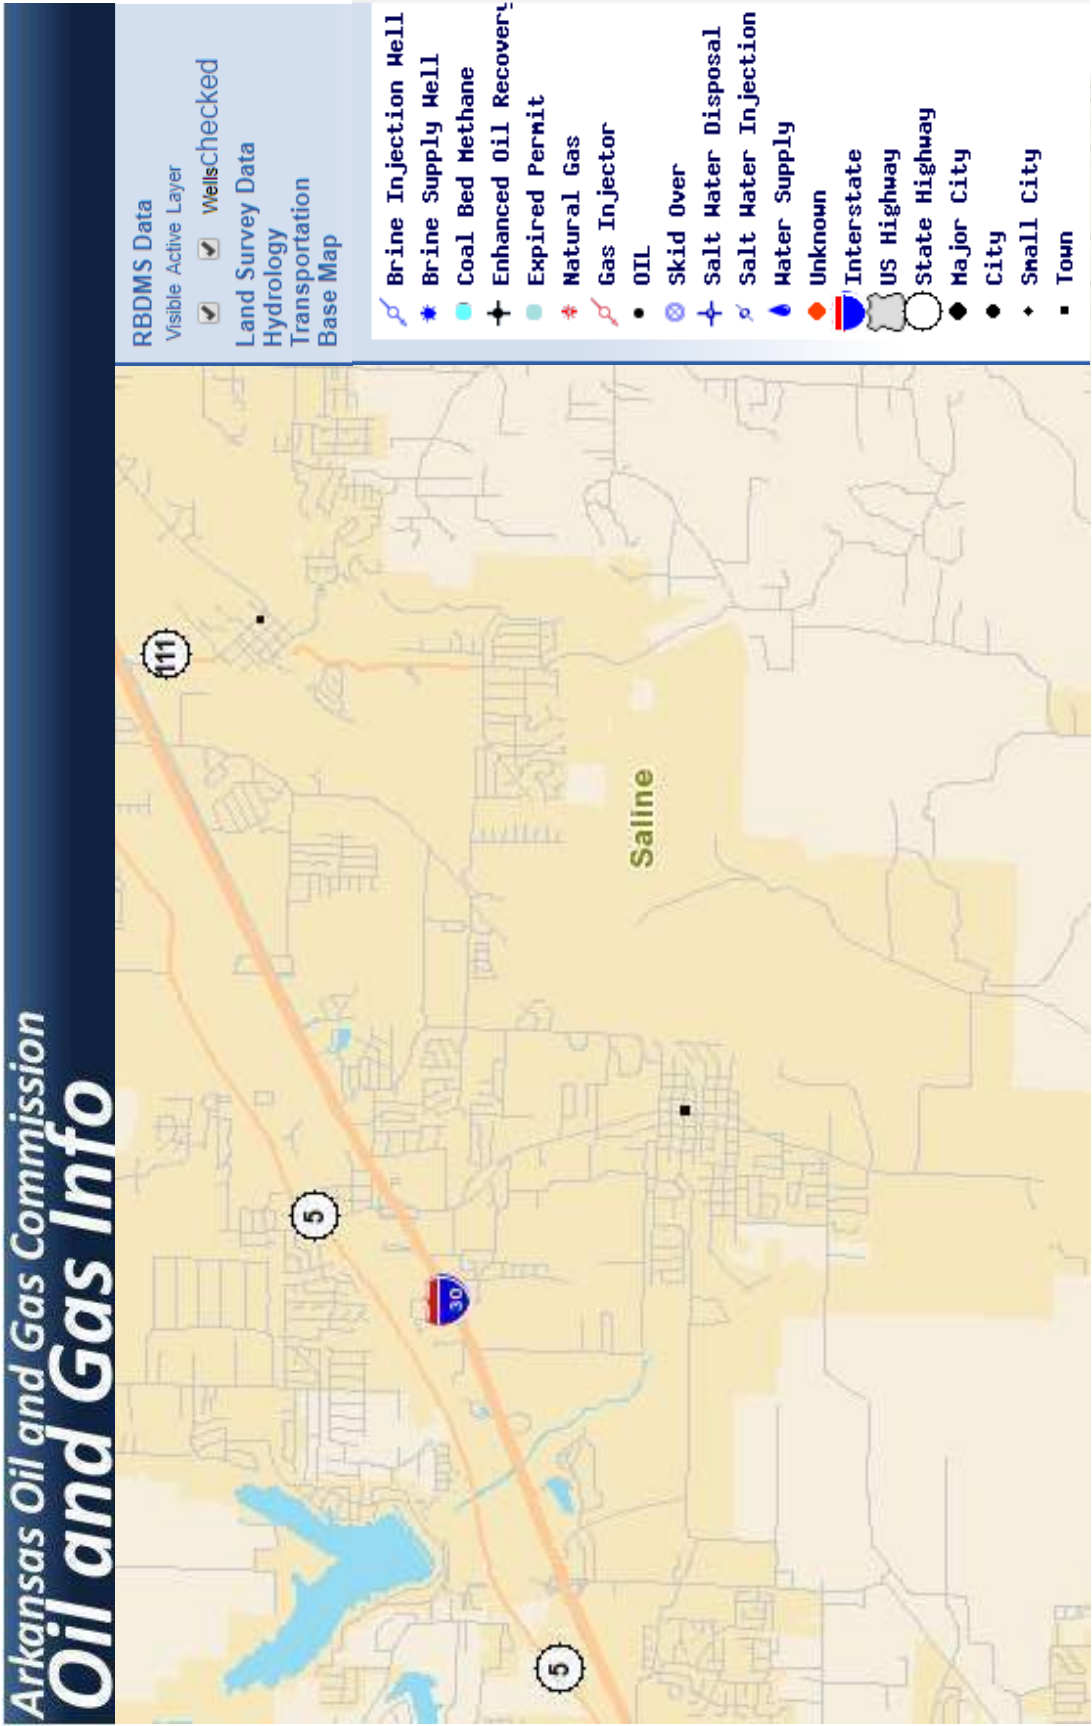 Arkansas Oil and Gas Commission
Oil and Gas Info
RBDMS Data
Visible Active Layer
Wellschecked
Land Survey Data
Hydrology
Transportation
Base Map
Brine Injection Well
Brine Supply Well
Coal Bed Methane
Enhanced Oil Recovery
Expired Permit
Natural Gas
Gas Injector
OIL
Skid Over
Salt Water Disposal
Salt Water Injection
Water Supply
Unknown
Interstate
US Highway
State Highway
Major City
City
Small City
Town
111
5
30
Saline
5